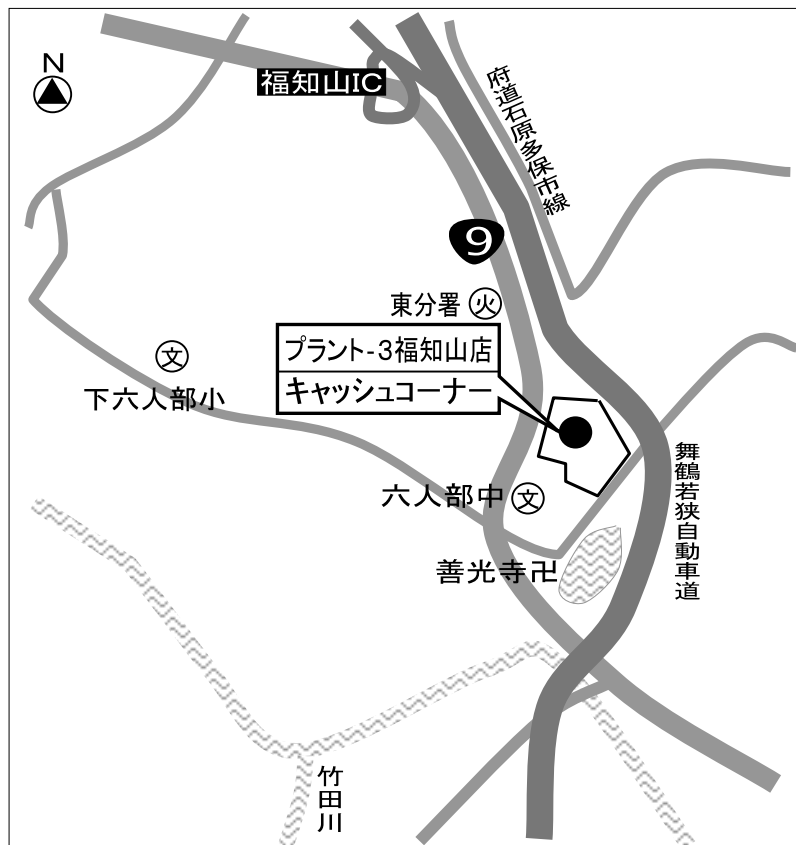 N
福知山IC
府道石原多保市線
9
東分署 火
プラント-3福知山店
キャッシュコーナー
文
下六人部小
六人部中 文
舞鶴若狭自動車道
善光寺卍
竹田川